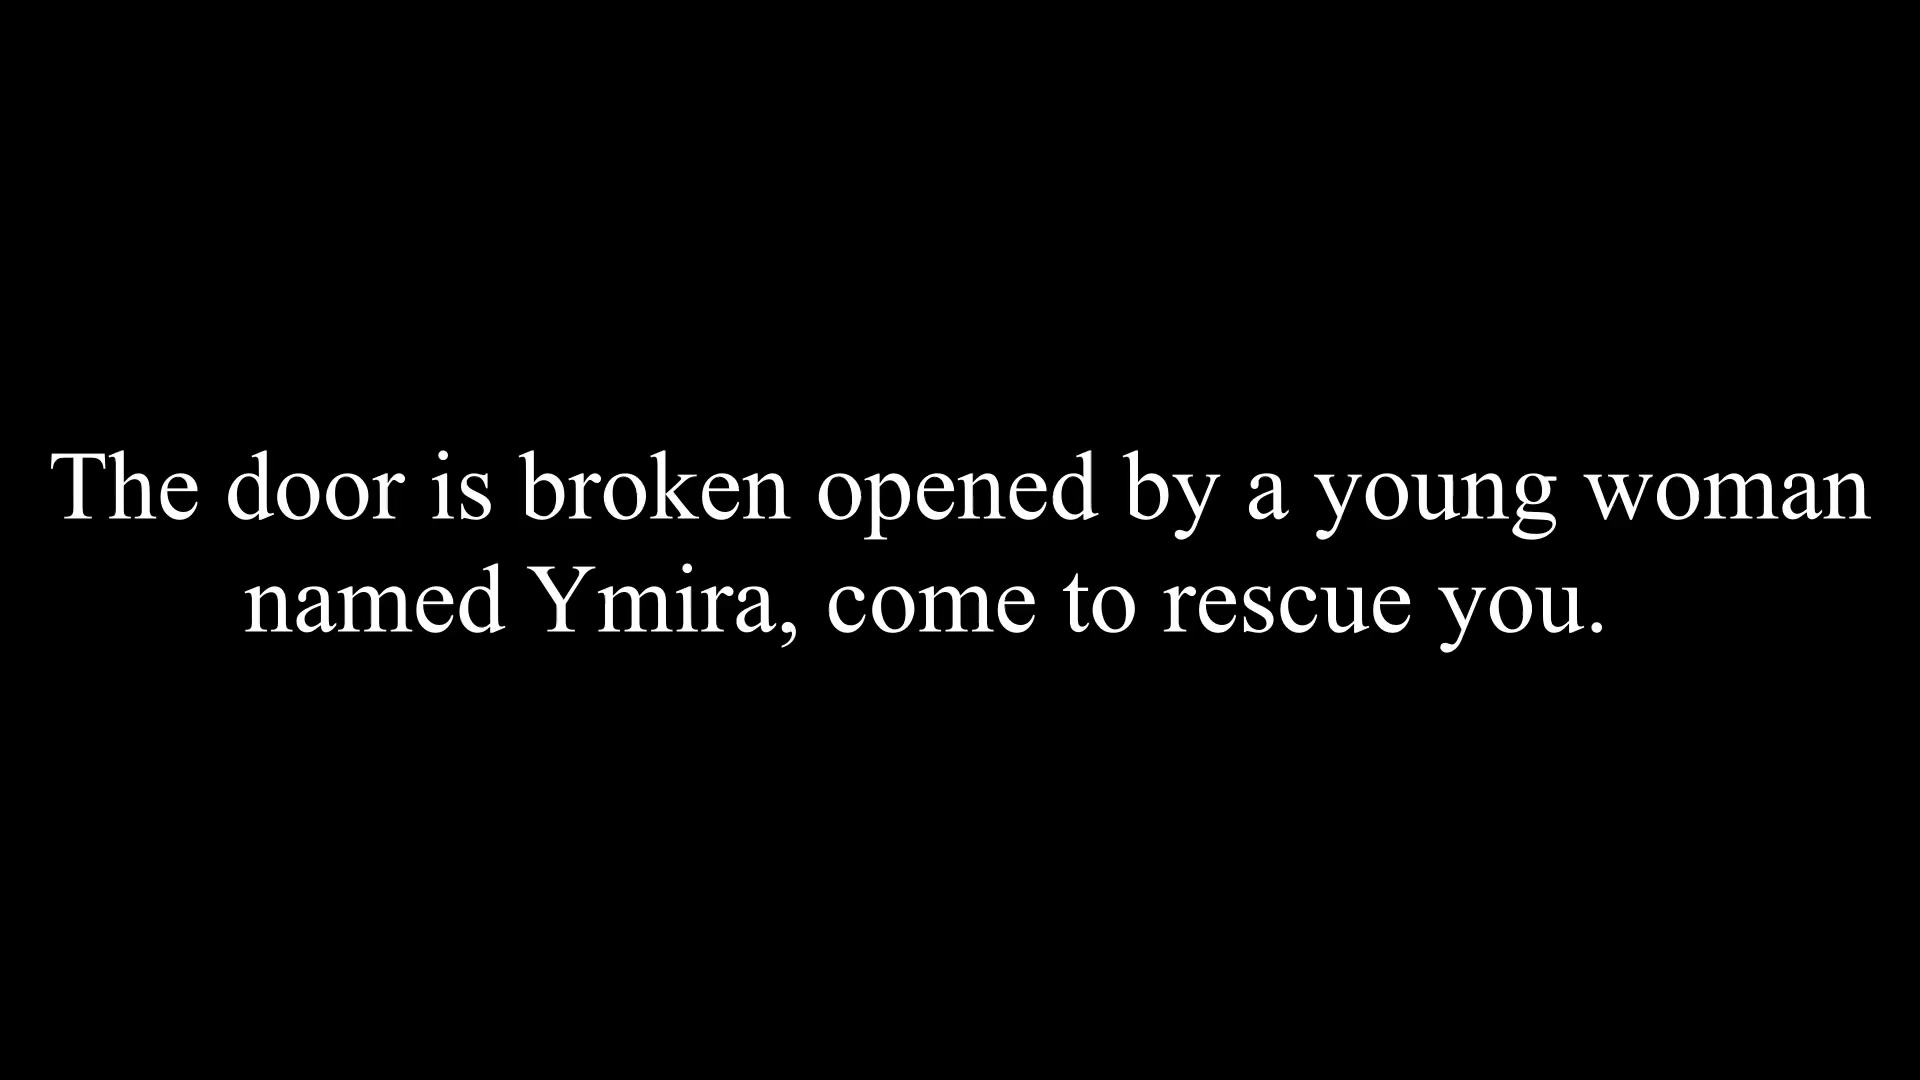 The door is broken opened by a young woman
named Ymira, come to rescue you.